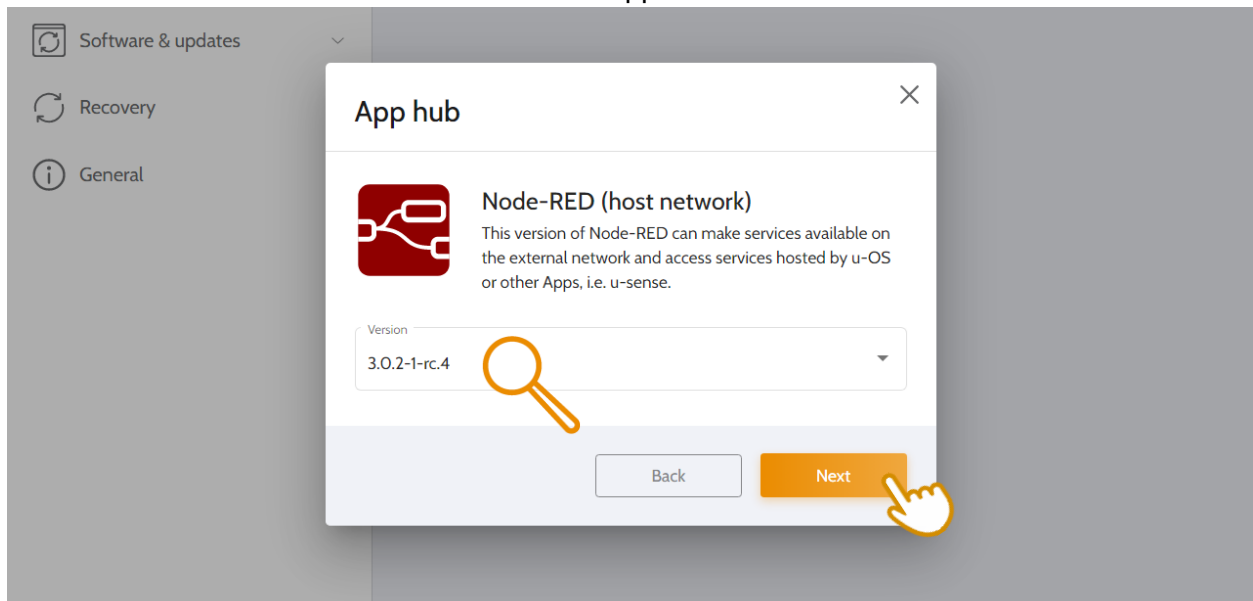 Software & updates
Recovery
General
App hub
Node-RED (host network)
This version of Node-RED can make services available on
the external network and access services hosted by u-OS
or other Apps, i.e. u-sense.
Version
3.0.2-1-rc.4
Back
Next